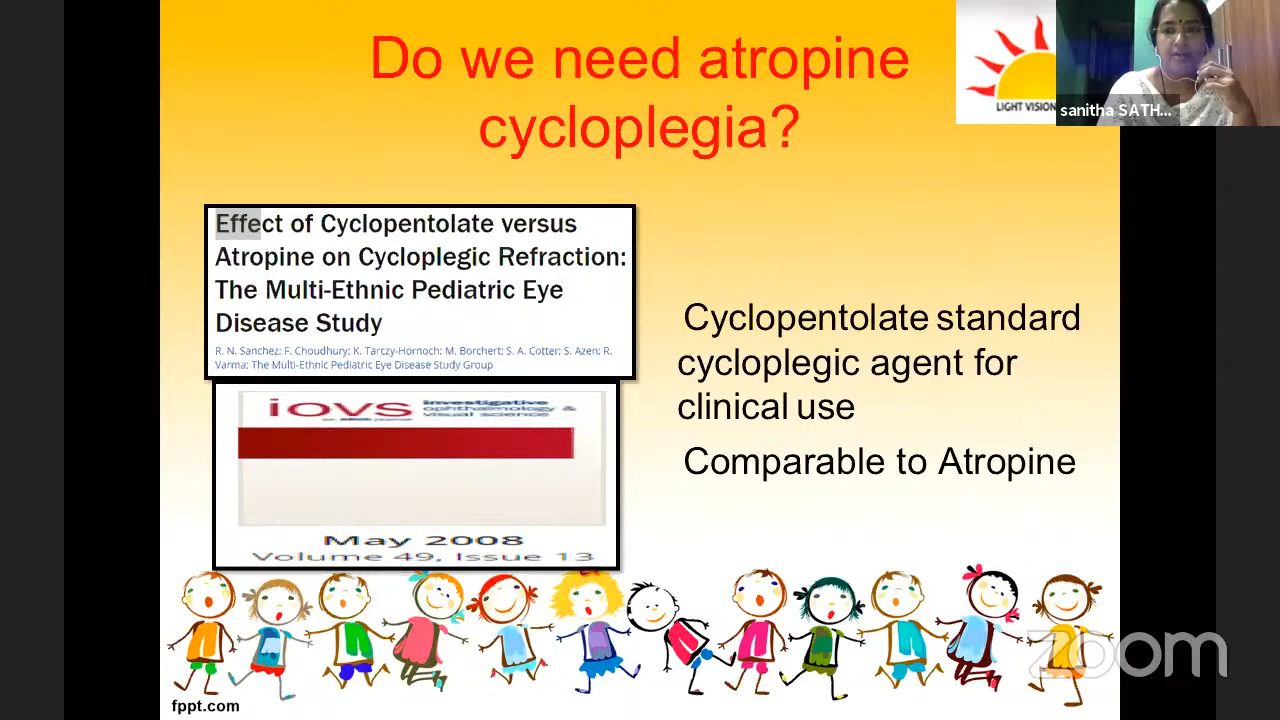 Do we need atropine
cycloplegia?
LIGHT VISION
sanitha SATH...
Effect of Cyclopentolate versus
Atropine on Cycloplegic Refraction:
The Multi-Ethnic Pediatric Eye
Disease Study
R. N. Sanchez; F. Choudhury; K. Tarczy-Hornoch; M. Borchert; S. A. Cotter; S. Azen; R.
Varma; The Multi-Ethnic Pediatric Eye Disease Study Group
iovs
investigative
ophthalmology &
visual science
May 2008
Volume 49, Issue 13
Cyclopentolate standard
cycloplegic agent for
clinical use
Comparable to Atropine
zoom
fppt.com